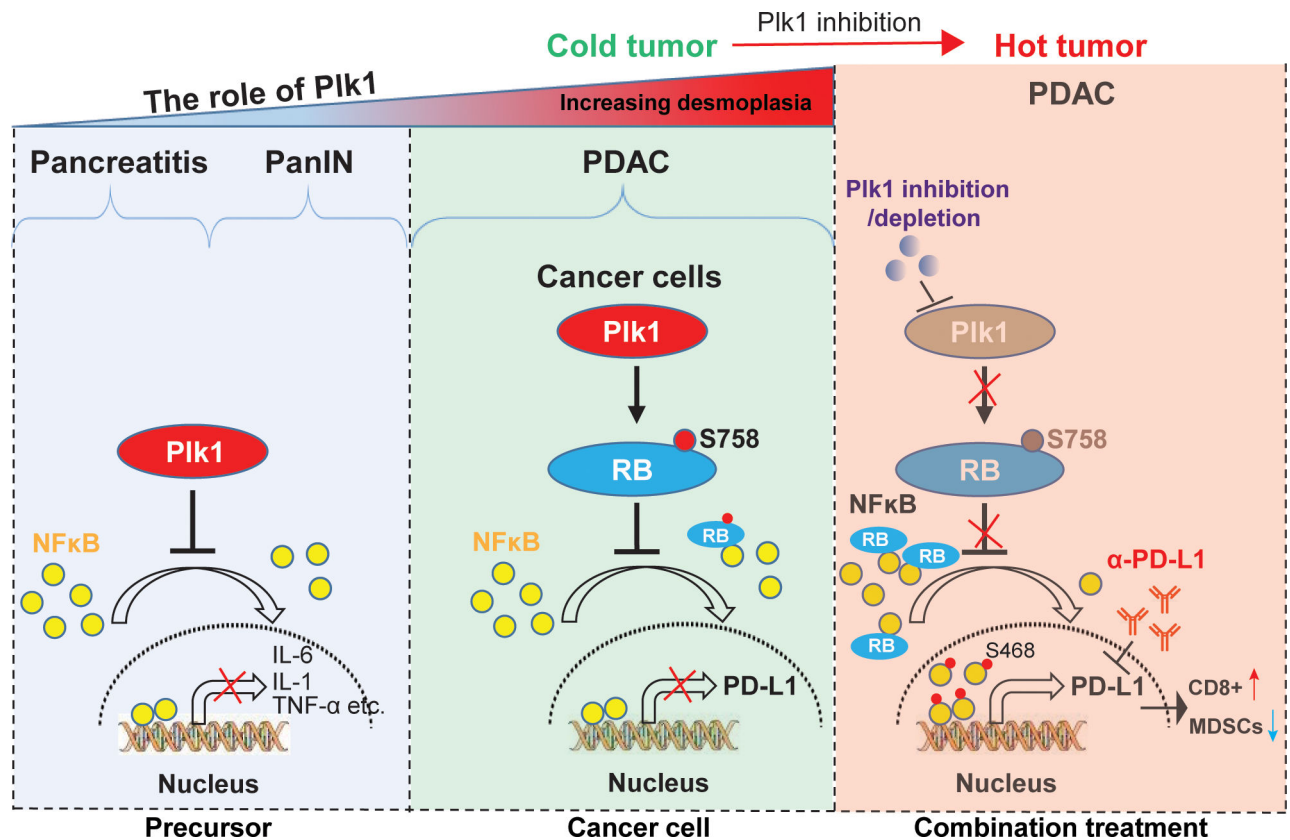 Cold tumor
Plk1 inhibition
Hot tumor
The role of Plk1
Increasing desmoplasia
Pancreatitis
PanIN
Plk1
NFκB
IL-6
IL-1
TNF-α etc.
Nucleus
Precursor
PDAC
Cancer cells
Plk1
S758
RB
RB
NFκB
PD-L1
Nucleus
Cancer cell
PDAC
Plk1 inhibition
/depletion
Plk1
S758
RB
NFκB
RB
RB
α-PD-L1
RB
S468
PD-L1
CD8+
MDSCs
Nucleus
Combination treatment